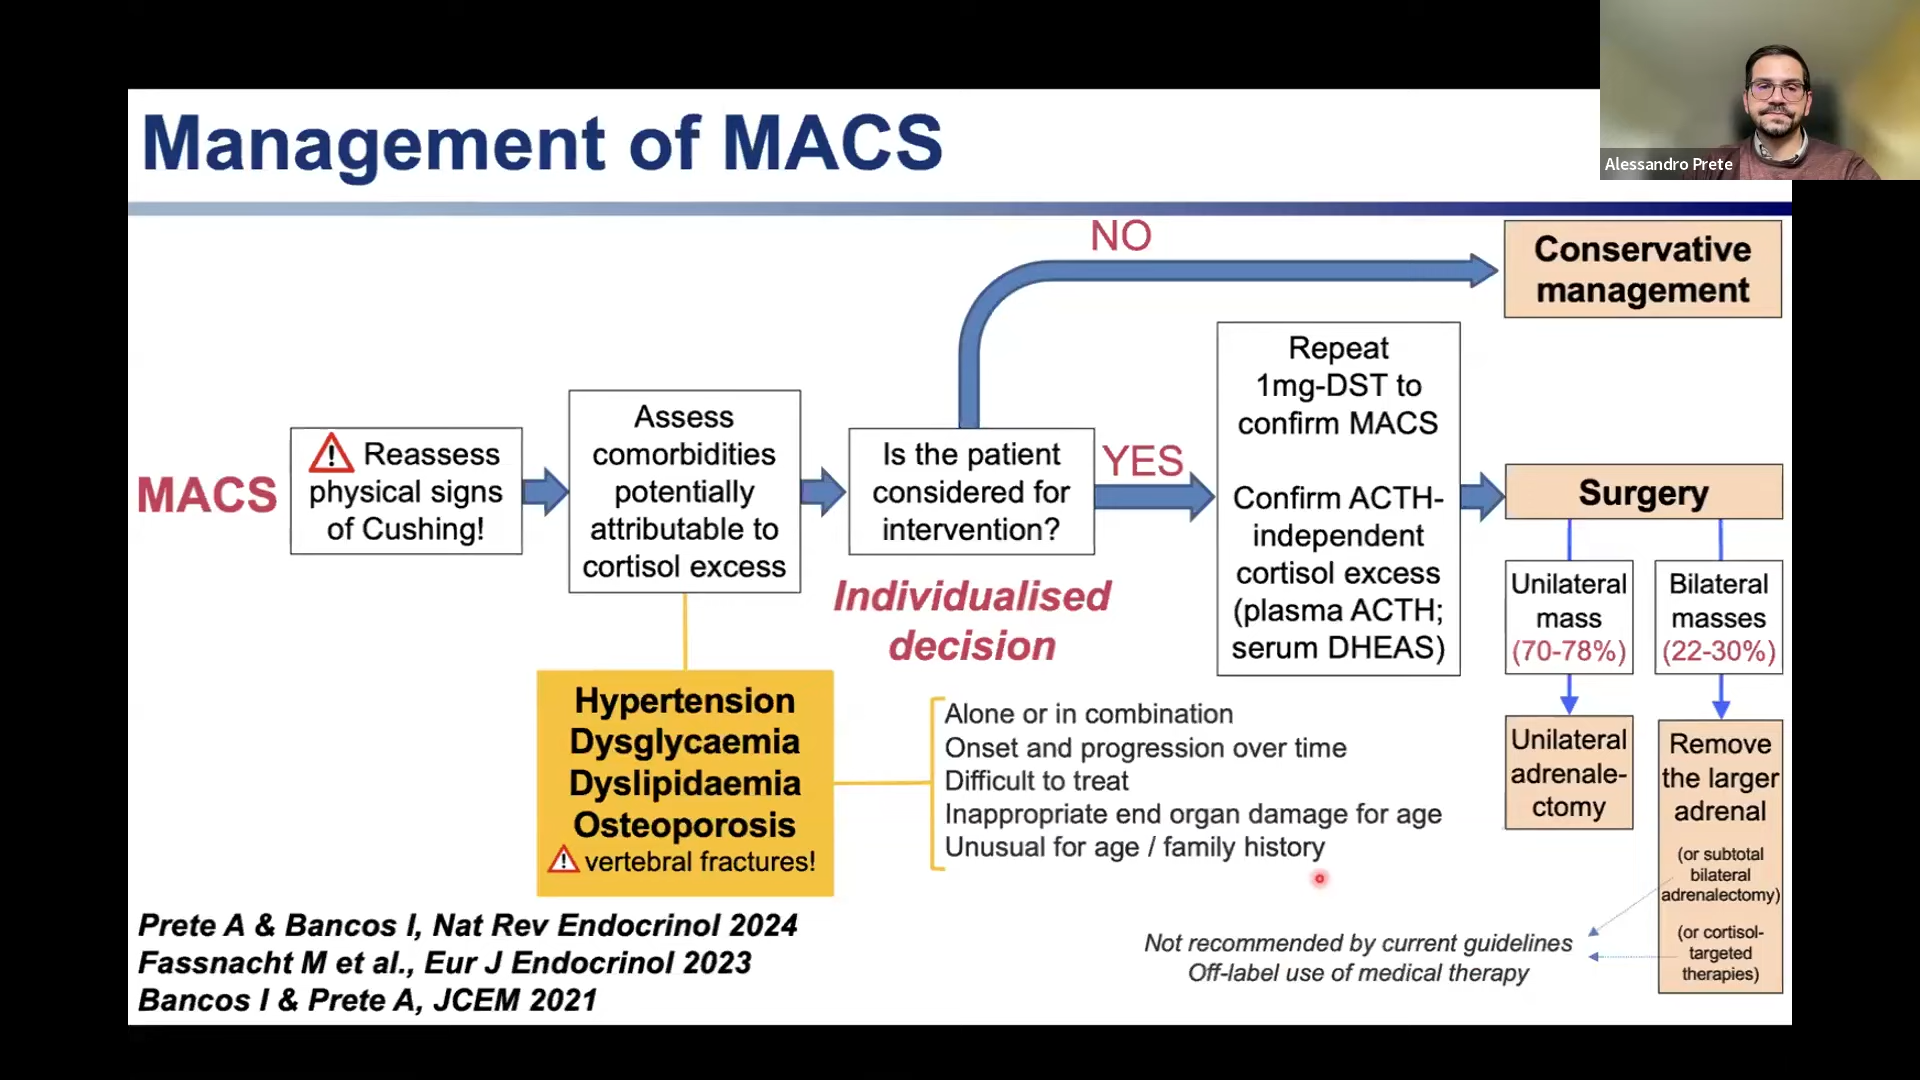 Management of MACS
Alessandro Prete
NO
Conservative
management
MACS
Reassess
physical signs
of Cushing!
Assess
comorbidities
potentially
attributable to
cortisol excess
Is the patient
considered for
intervention?
YES
Individualised
decision
Repeat
1mg-DST to
confirm MACS
Confirm ACTH-
independent
cortisol excess
(plasma ACTH;
serum DHEAS)
Surgery
Unilateral
mass
(70-78%)
Bilateral
masses
(22-30%)
Unilateral
adrenale-
ctomy
Remove
the larger
adrenal
(or subtotal
bilateral
adrenalectomy)
(or cortisol-
targeted
therapies)
Hypertension
Dysglycaemia
Dyslipidaemia
Osteoporosis
vertebral fractures!
Alone or in combination
Onset and progression over time
Difficult to treat
Inappropriate end organ damage for age
Unusual for age / family history
Not recommended by current guidelines
Off-label use of medical therapy
Prete A & Bancos I, Nat Rev Endocrinol 2024
Fassnacht M et al., Eur J Endocrinol 2023
Bancos I & Prete A, JCEM 2021